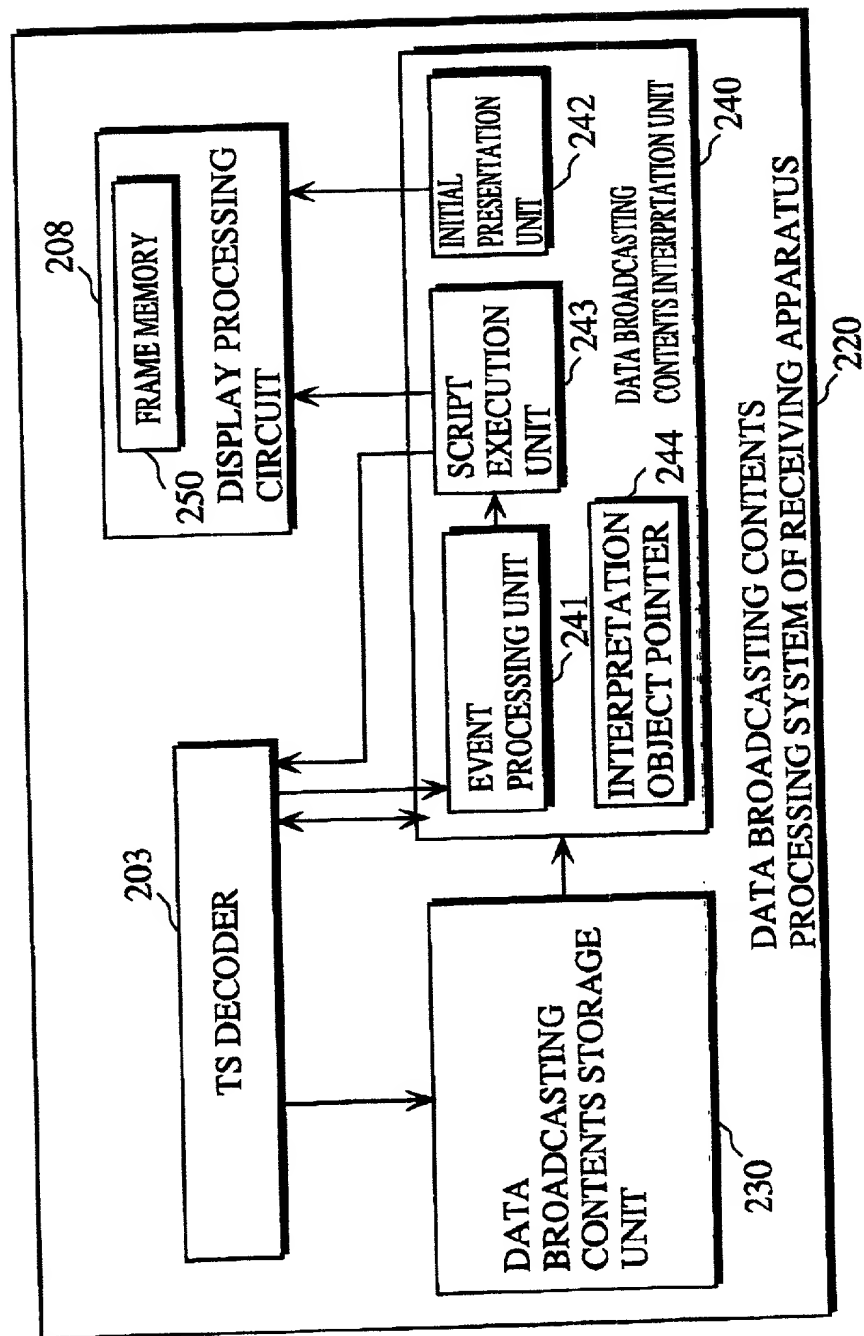 203
TS DECODER
208
FRAME MEMORY
250
DISPLAY PROCESSING
CIRCUIT
DATA
BROADCASTING
CONTENTS STORAGE
UNIT
230
EVENT
PROCESSING UNIT
241
SCRIPT
EXECUTION
UNIT
243
INITIAL
PRESENTATION
UNIT
242
INTERPRETATION
OBJECT POINTER
244
DATA BROADCASTING
CONTENTS INTERPRTATION UNIT
240
DATA BROADCASTING CONTENTS
PROCESSING SYSTEM OF RECEIVING APPARATUS
220